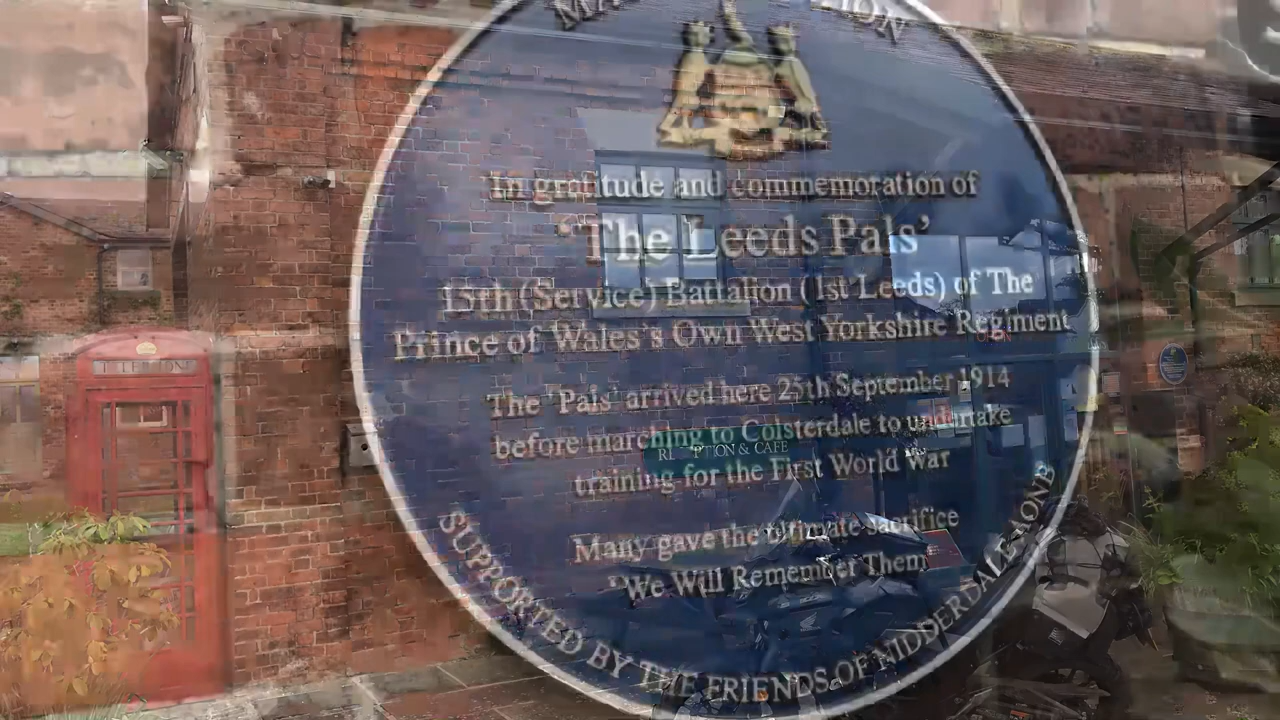 In gratitude and commemoration of
'The Leeds Pals'
15th (Service) Battalion (1st Leeds) of The
Prince of Wales's Own West Yorkshire Regiment
The 'Pals' arrived here 25th September 1914
before marching to Colsterdale to undertake
training for the First World War
Many gave the ultimate sacrifice
"We Will Remember Them
SUPPORTED BY THE FRIENDS OF NIDDERDALE AONB
TELEPHONE
& CAFE